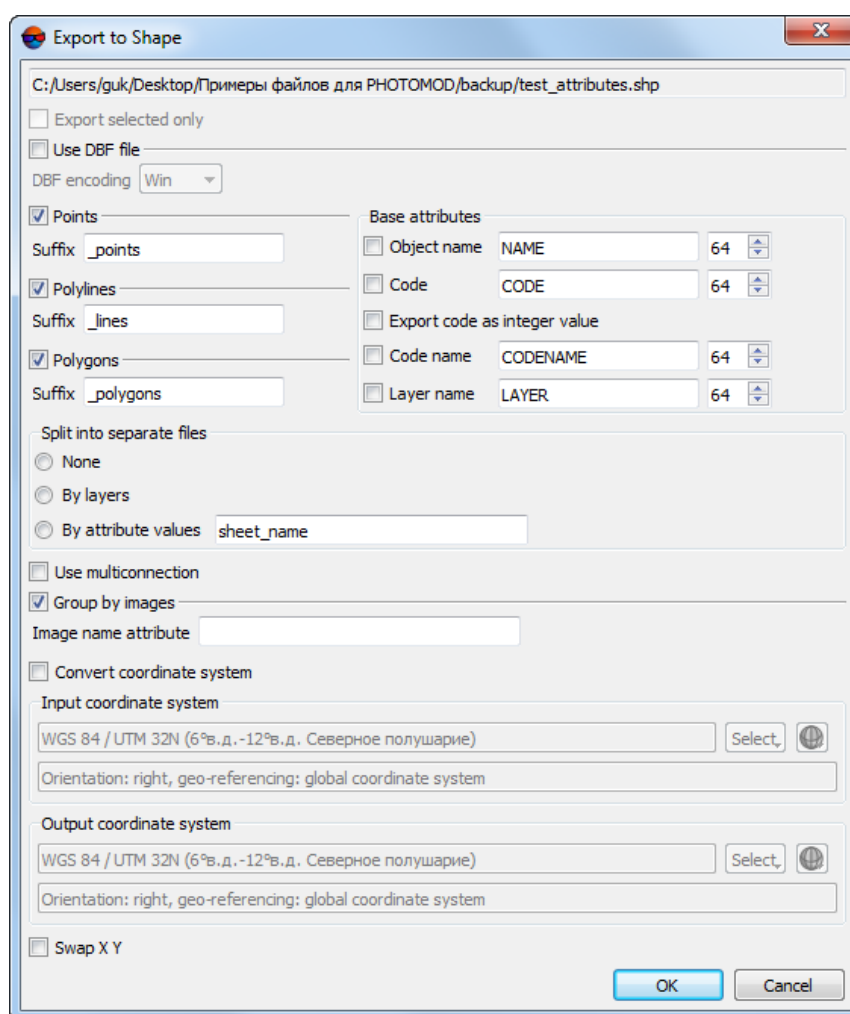 Export to Shape
C:/Users/guk/Desktop/Примеры файлов для PHOTOMOD/backup/test_attributes.shp
Export selected only
Use DBF file
DBF encoding Win
Points
Suffix _points
Polylines
Suffix _lines
Polygons
Suffix _polygons
Base attributes
Object name NAME 64
Code CODE 64
Export code as integer value
Code name CODENAME 64
Layer name LAYER 64
Split into separate files
None
By layers
By attribute values sheet_name
Use multiconnection
Group by images
Image name attribute
Convert coordinate system
Input coordinate system
WGS 84 / UTM 32N (6°в.д.-12°в.д. Северное полушарие) Select
Orientation: right, geo-referencing: global coordinate system
Output coordinate system
WGS 84 / UTM 32N (6°в.д.-12°в.д. Северное полушарие) Select
Orientation: right, geo-referencing: global coordinate system
Swap X Y
OK Cancel